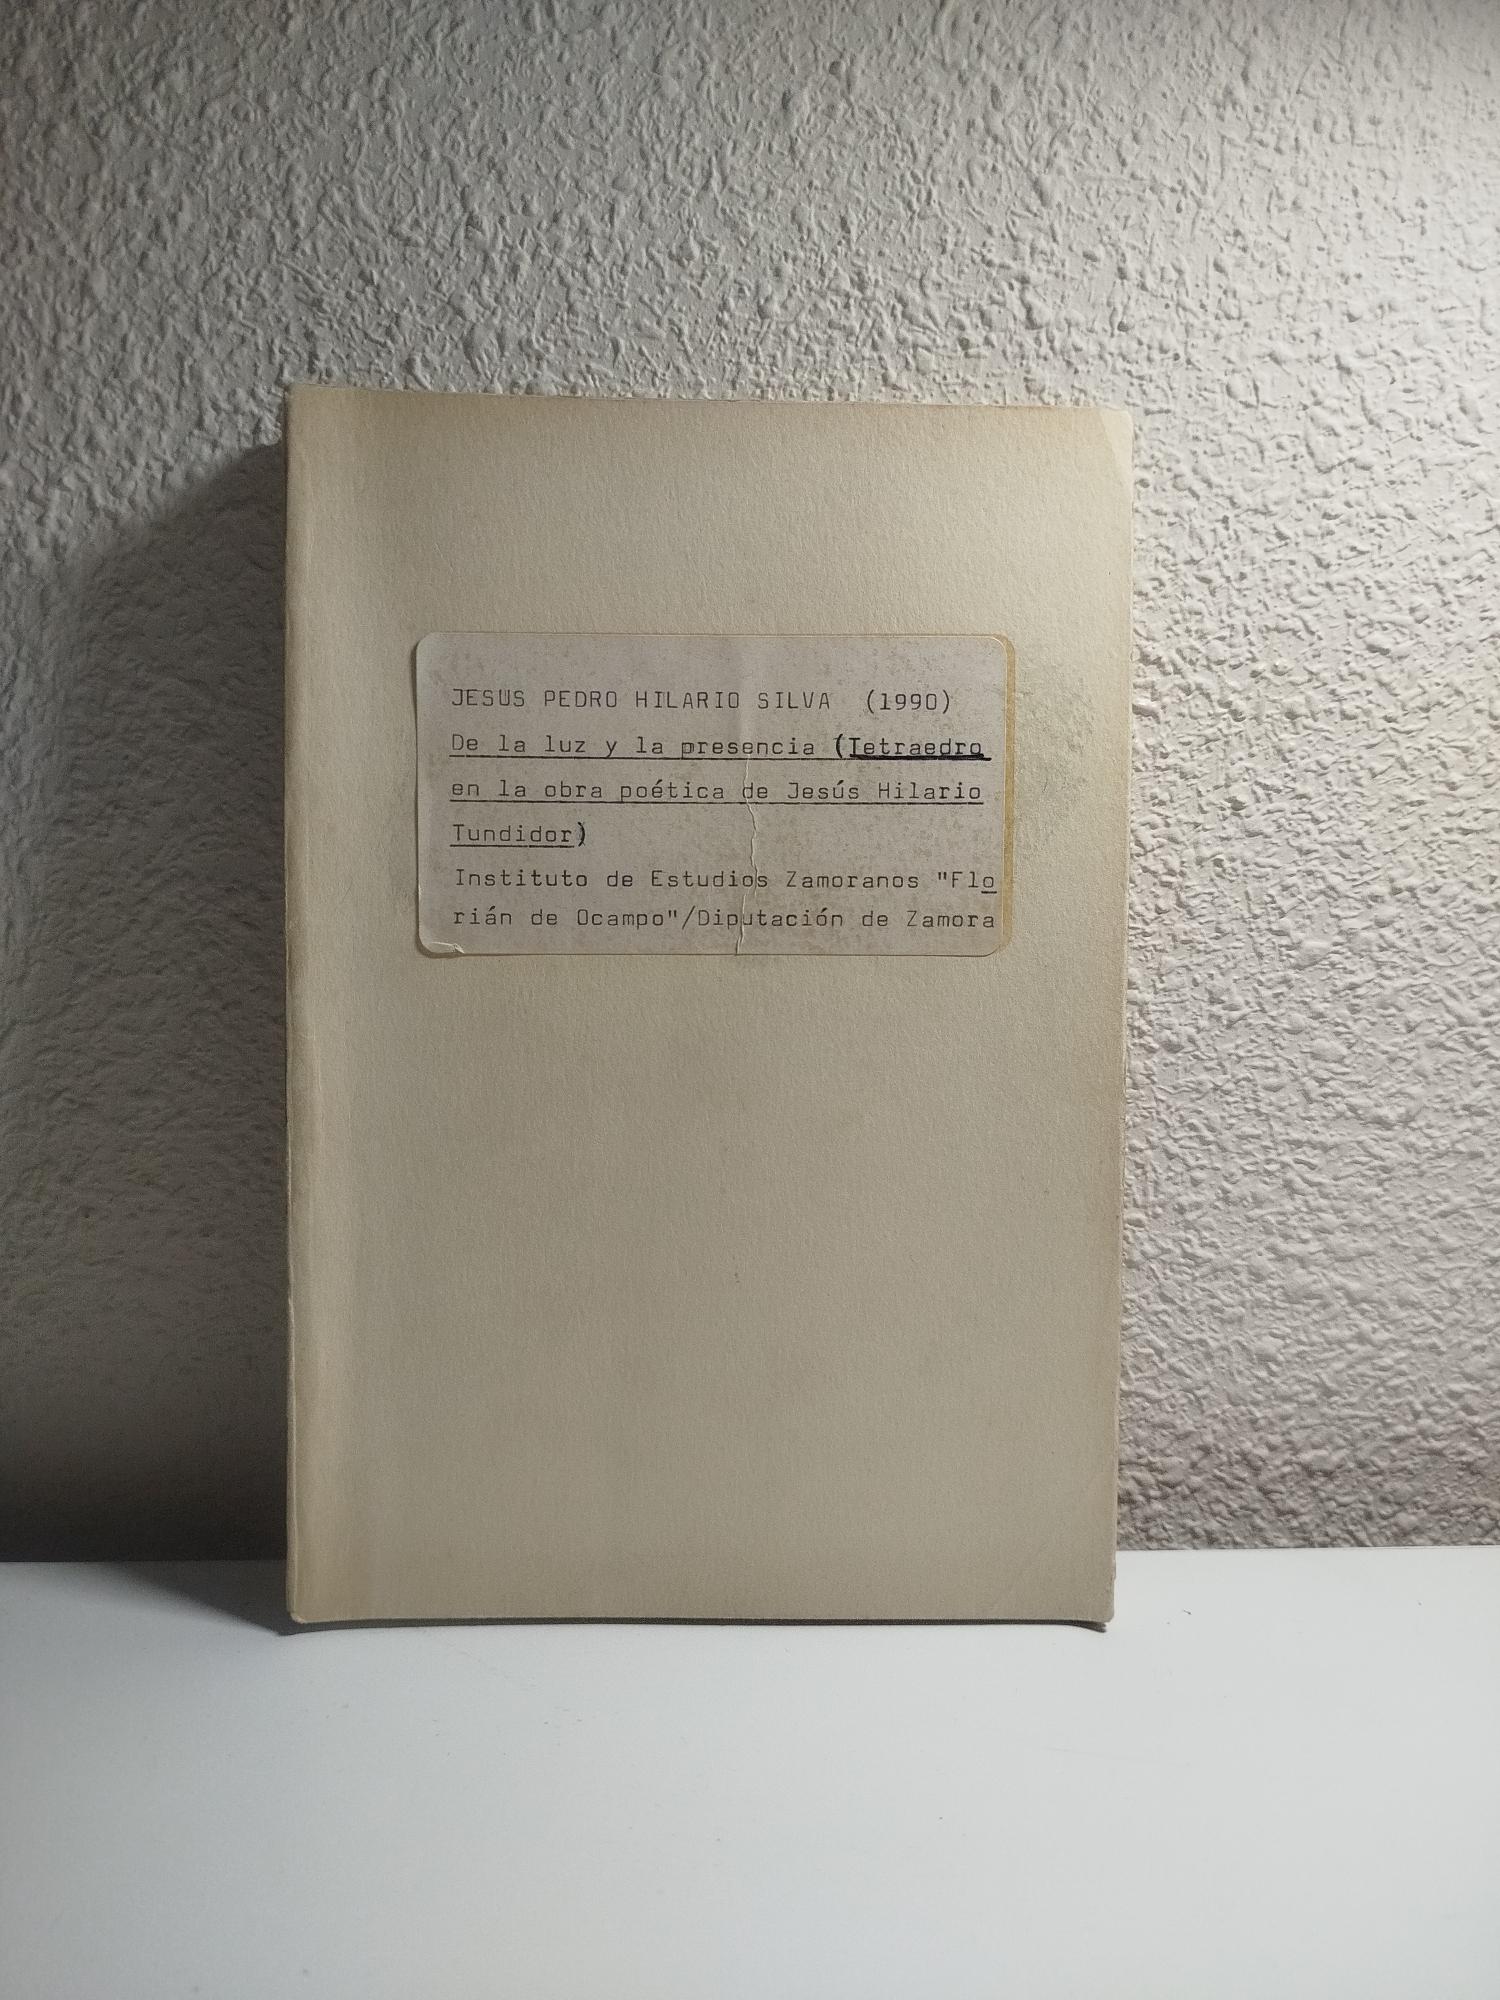 JESUS PEDRO HILARIO SILVA (1990)
De la luz y la presencia (Tetraedro
en la obra poética de Jesús Hilario
Tundidor)
Instituto de Estudios Zamoranos "Flo
rián de Ocampo"/Diputación de Zamora